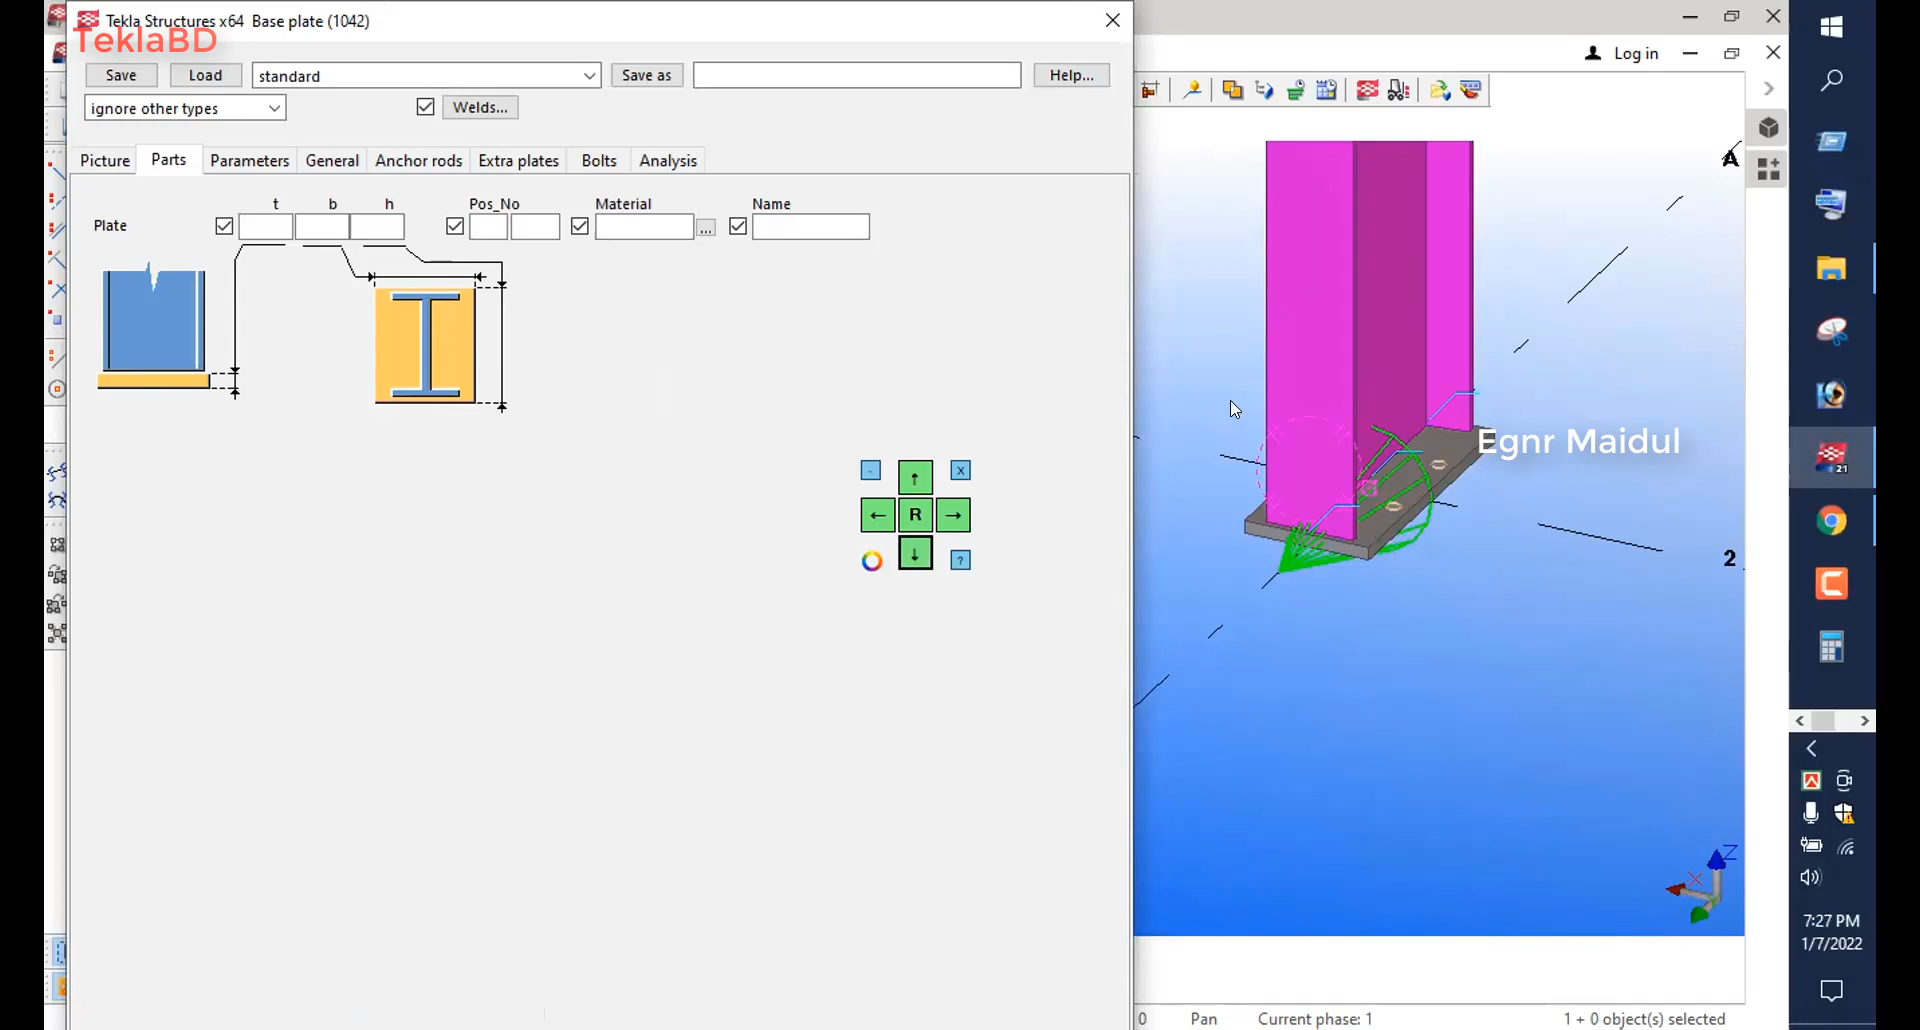 Tekla Structures x64 Base plate (1042)
TeklaBD
Log in
Save
Load
standard
Save as
Help...
ignore other types
Welds...
Picture
Parts
Parameters
General
Anchor rods
Extra plates
Bolts
Analysis
t
b
h
Pos_No
Material
Name
Plate
...
A
Egnr Maidul
-
↑
X
←
R
→
↓
?
2
21
Z
X
7:27 PM
1/7/2022
0
Pan
Current phase: 1
1 + 0 object(s) selected